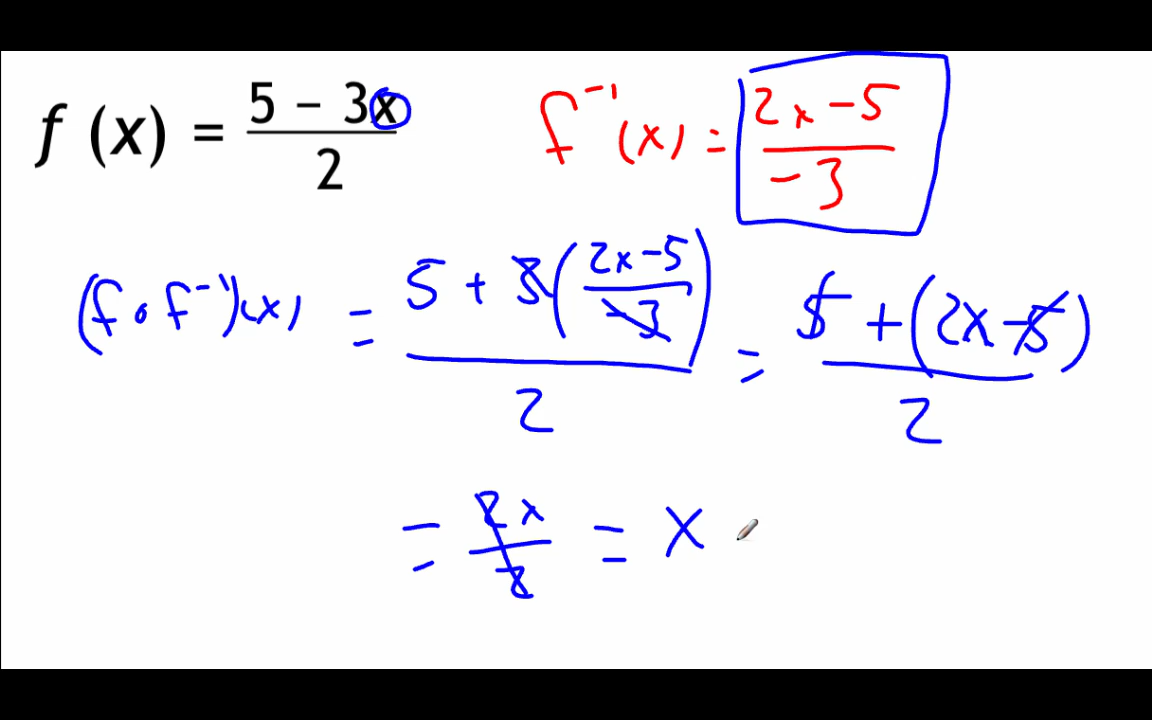 f (x) = (5 − 3x)/2
f⁻¹(x) = (2x − 5)/(−3)
(f∘f⁻¹)(x) = (5 + 3((2x − 5)/(−3)))/2 = (5 + (2x − 5))/2
= 2x/2 = x